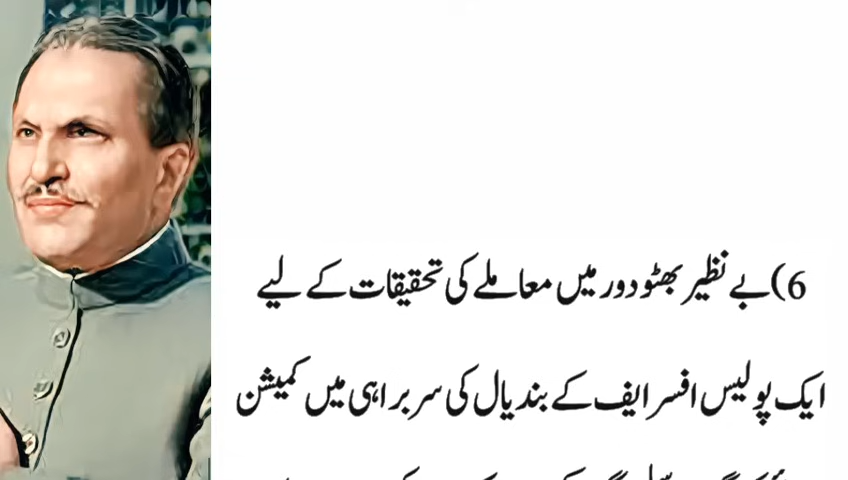 6) بے نظیر بھٹو دور میں معاملے کی تحقیقات کے لیے
ایک پولیس افسر ایف کے بندیال کی سربراہی میں کمیشن